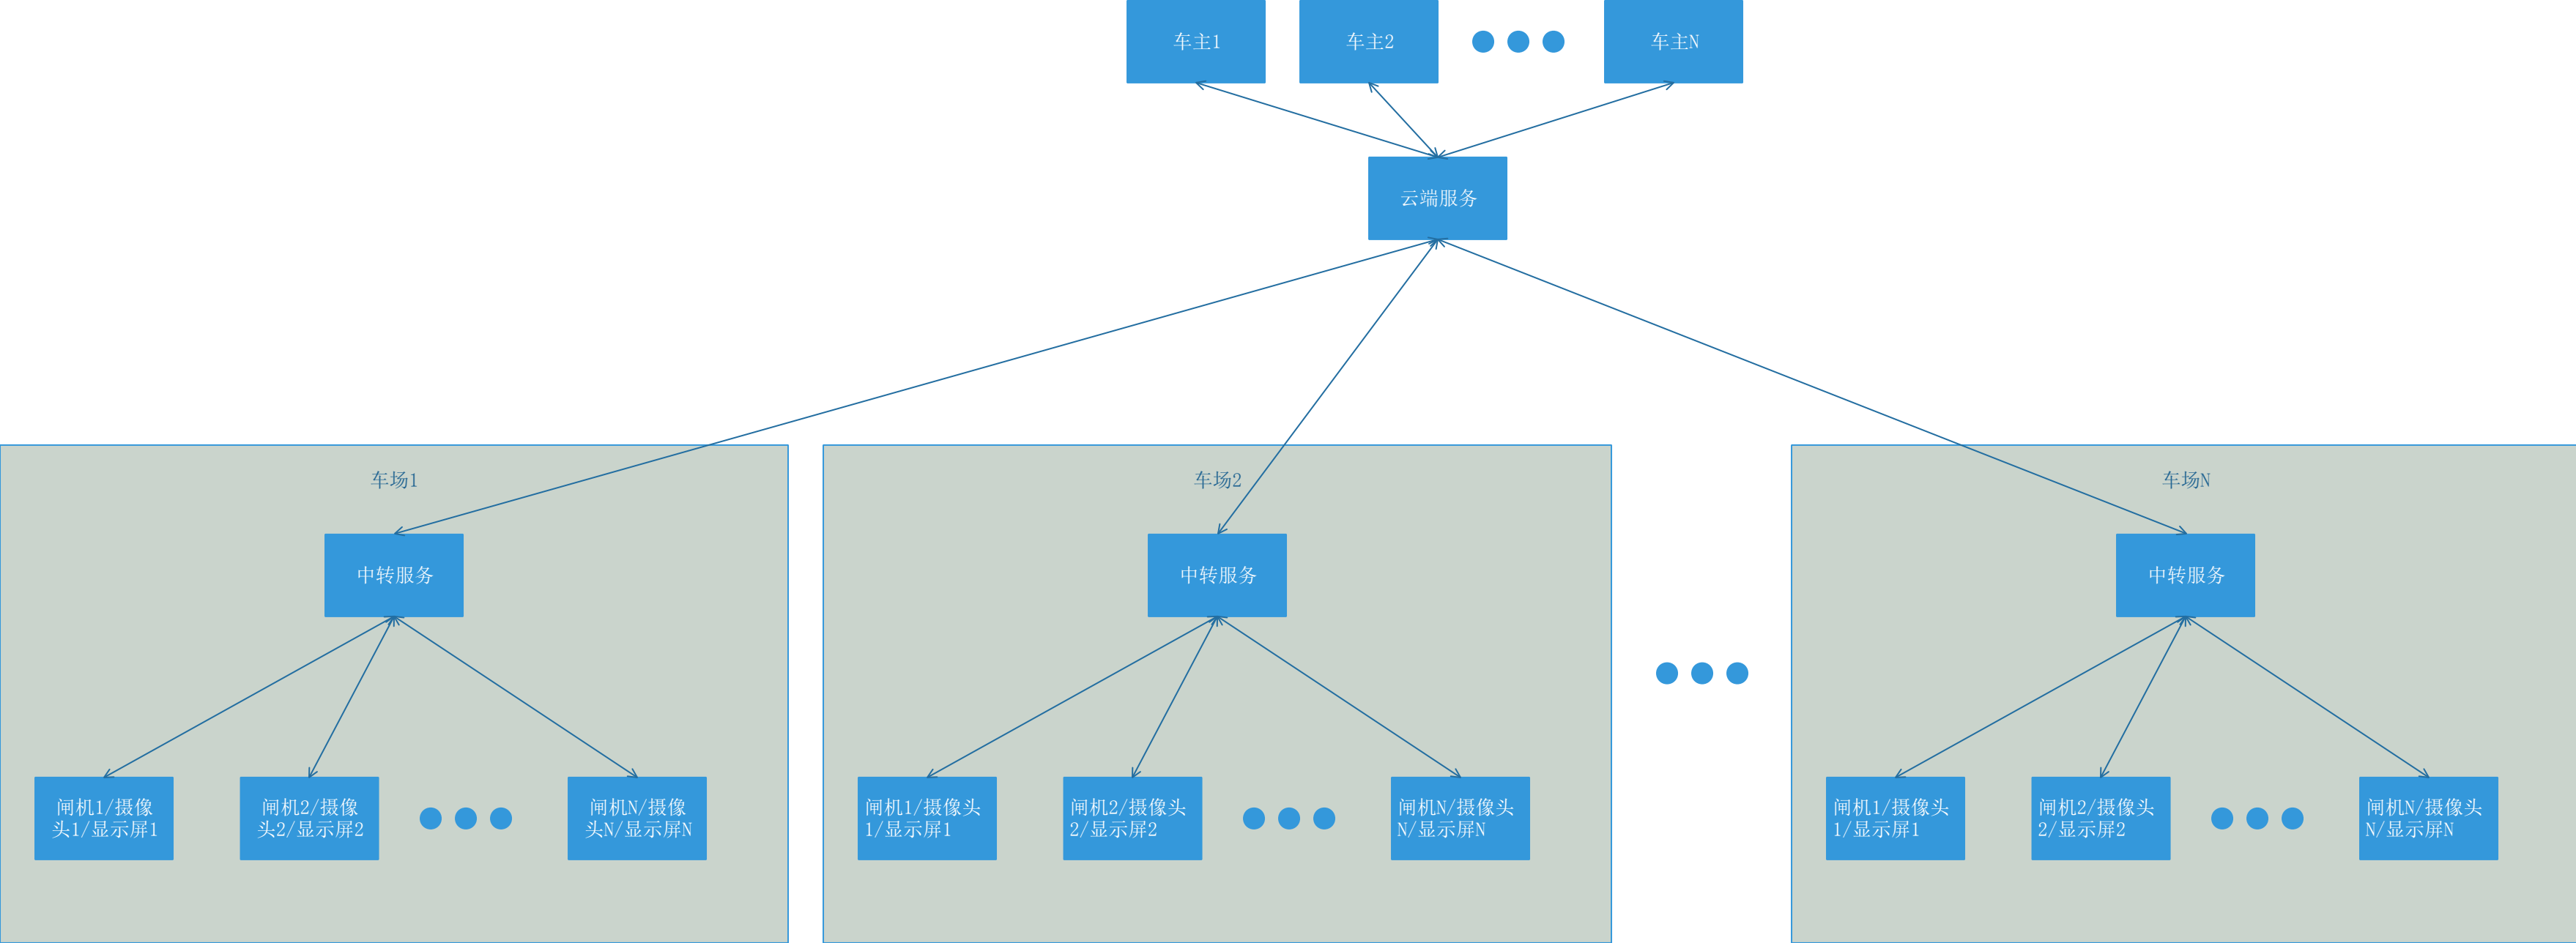 车主1
车主2
车主N
云端服务
车场1
车场2
车场N
中转服务
中转服务
中转服务
闸机1/摄像
头1/显示屏1
闸机2/摄像
头2/显示屏2
闸机N/摄像
头N/显示屏N
闸机1/摄像头
1/显示屏1
闸机2/摄像头
2/显示屏2
闸机N/摄像头
N/显示屏N
闸机1/摄像头
1/显示屏1
闸机2/摄像头
2/显示屏2
闸机N/摄像头
N/显示屏N